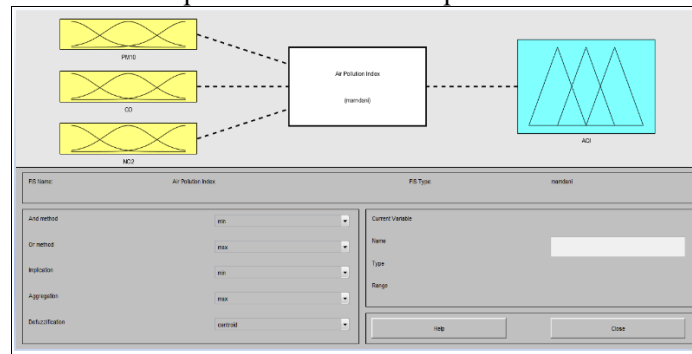 PM10
CO
NO2
Air Pollution Index
(mamdani)
AQI
FIS Name: Air Pollution Index FIS Type: mamdani
And method min
Or method max
Implication min
Aggregation max
Defuzzification centroid
Current Variable
Name
Type
Range
Help Close